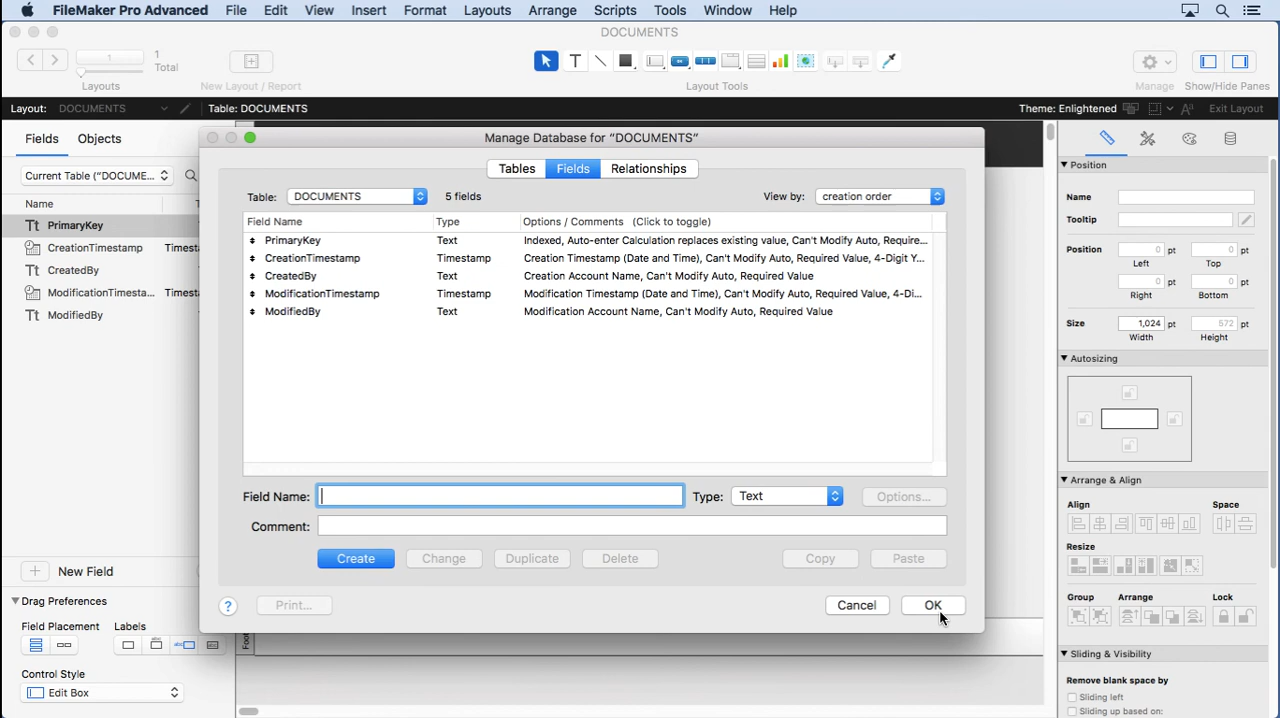 FileMaker Pro Advanced File Edit View Insert Format Layouts Arrange Scripts Tools Window Help
DOCUMENTS
1
1
Total
Layouts
New Layout / Report
Layout Tools
Manage
Show/Hide Panes
Layout: DOCUMENTS
Table: DOCUMENTS
Theme: Enlightened
Exit Layout
Fields Objects
Current Table (“DOCUME...
Name
PrimaryKey
CreationTimestamp Timest
CreatedBy
ModificationTimesta... Timest
ModifiedBy
New Field
Drag Preferences
Field Placement Labels
Control Style
Edit Box
Manage Database for “DOCUMENTS”
Tables Fields Relationships
Table: DOCUMENTS 5 fields View by: creation order
Field Name Type Options / Comments (Click to toggle)
PrimaryKey Text Indexed, Auto-enter Calculation replaces existing value, Can't Modify Auto, Require...
CreationTimestamp Timestamp Creation Timestamp (Date and Time), Can't Modify Auto, Required Value, 4-Digit Y...
CreatedBy Text Creation Account Name, Can't Modify Auto, Required Value
ModificationTimestamp Timestamp Modification Timestamp (Date and Time), Can't Modify Auto, Required Value, 4-Di...
ModifiedBy Text Modification Account Name, Can't Modify Auto, Required Value
Field Name: Type: Text Options...
Comment:
Create Change Duplicate Delete Copy Paste
? Print... Cancel OK
Foot
Position
Name
Tooltip
Position 0 pt 0 pt
Left Top
0 pt 0 pt
Right Bottom
Size 1,024 pt 572 pt
Width Height
Autosizing
Arrange & Align
Align Space
Resize
Group Arrange Lock
Sliding & Visibility
Remove blank space by
Sliding left
Sliding up based on: